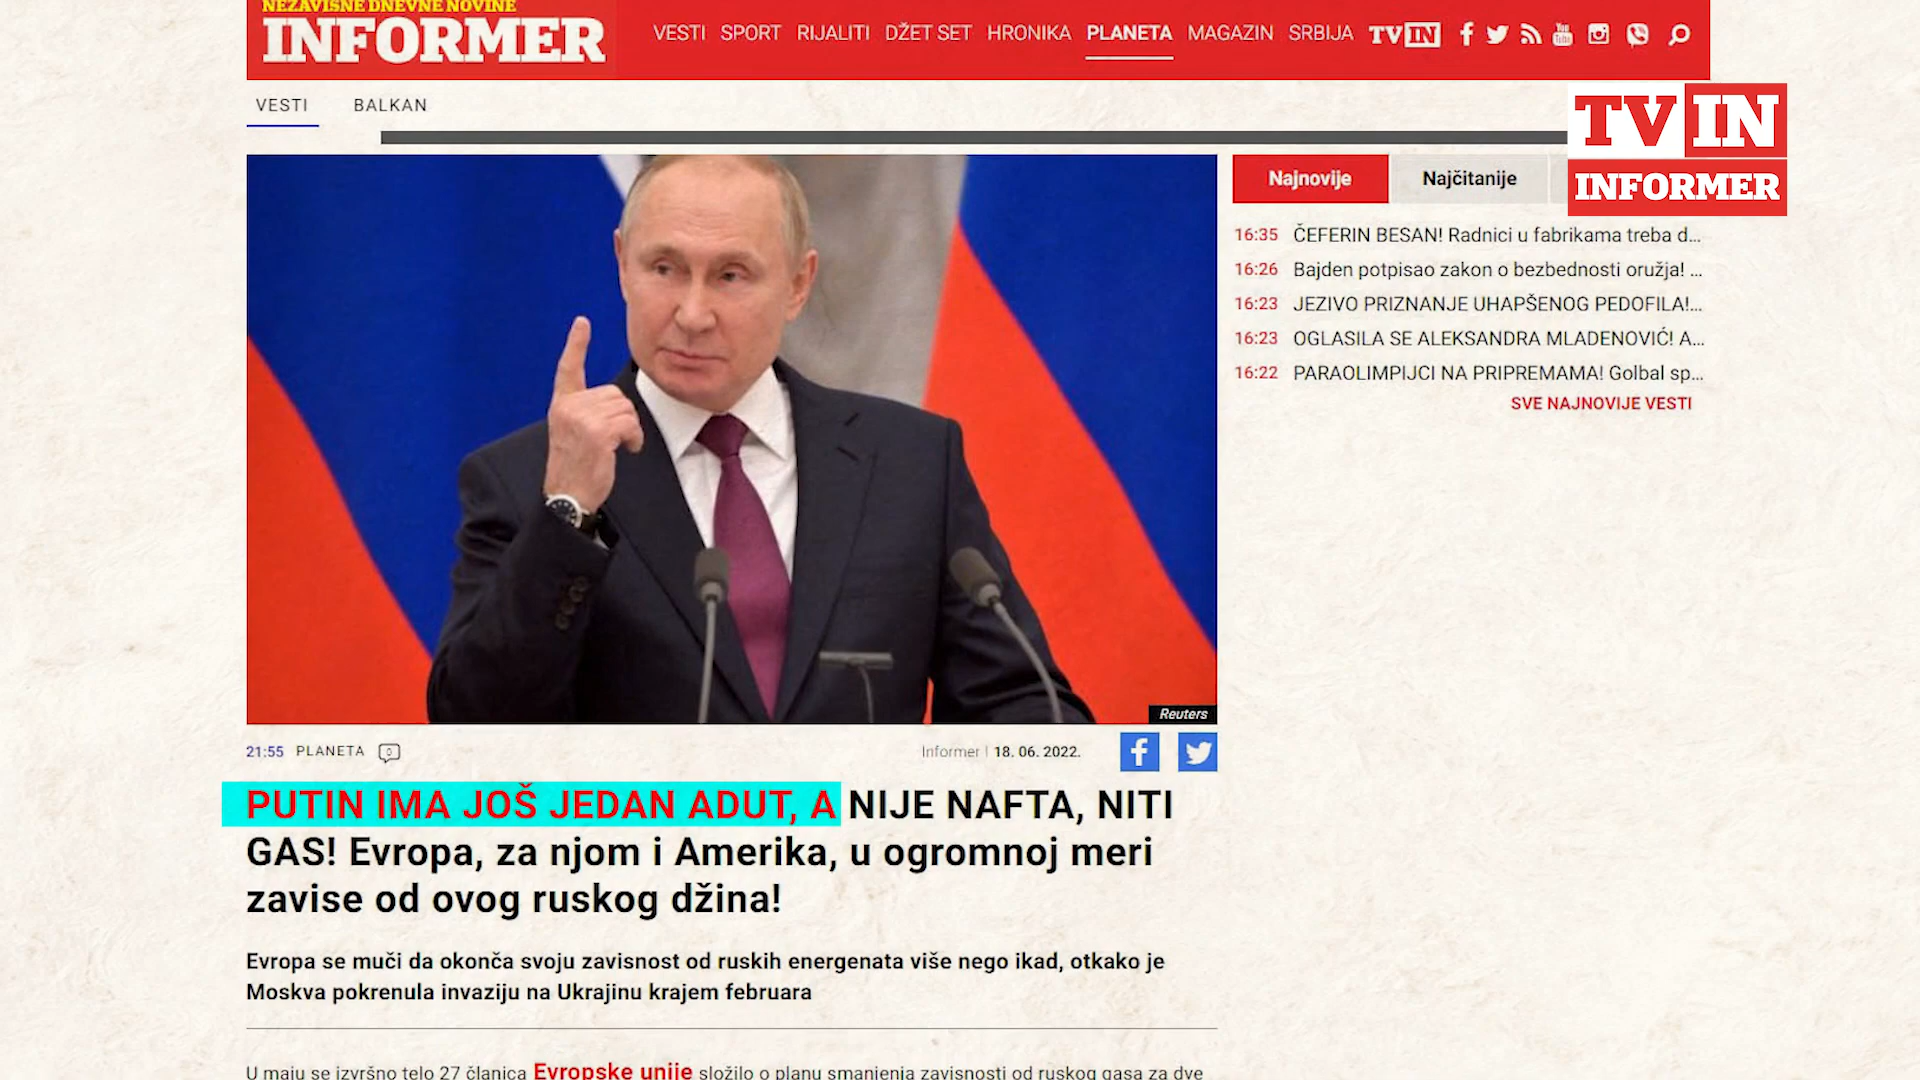 NEZAVISNE DNEVNE NOVINE
INFORMER
VESTI SPORT RIJALITI DŽET SET HRONIKA PLANETA MAGAZIN SRBIJA TV IN
VESTI BALKAN
TV IN
INFORMER
Najnovije Najčitanije
16:35 ČEFERIN BESAN! Radnici u fabrikama treba d...
16:26 Bajden potpisao zakon o bezbednosti oružja! ...
16:23 JEZIVO PRIZNANJE UHAPŠENOG PEDOFILA!...
16:23 OGLASILA SE ALEKSANDRA MLADENOVIĆ! A...
16:22 PARAOLIMPIJCI NA PRIPREMAMA! Golbal sp...
SVE NAJNOVIJE VESTI
Reuters
21:55 PLANETA 0 Informer | 18. 06. 2022.
PUTIN IMA JOŠ JEDAN ADUT, A NIJE NAFTA, NITI
GAS! Evropa, za njom i Amerika, u ogromnoj meri
zavise od ovog ruskog džina!
Evropa se muči da okonča svoju zavisnost od ruskih energenata više nego ikad, otkako je
Moskva pokrenula invaziju na Ukrajinu krajem februara
U maju se izvršno telo 27 članica Evropske unije složilo o planu smanjenja zavisnosti od ruskog gasa za dve